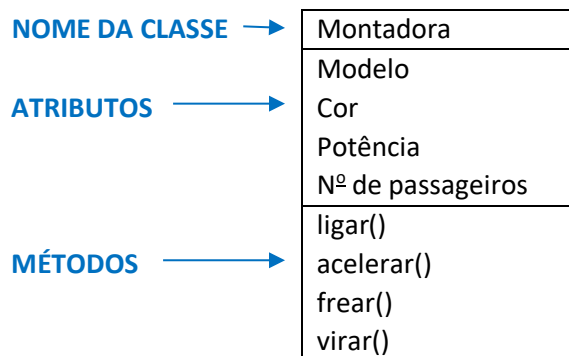 NOME DA CLASSE Montadora
Modelo
ATRIBUTOS Cor
Potência
Nº de passageiros
ligar()
MÉTODOS acelerar()
frear()
virar()